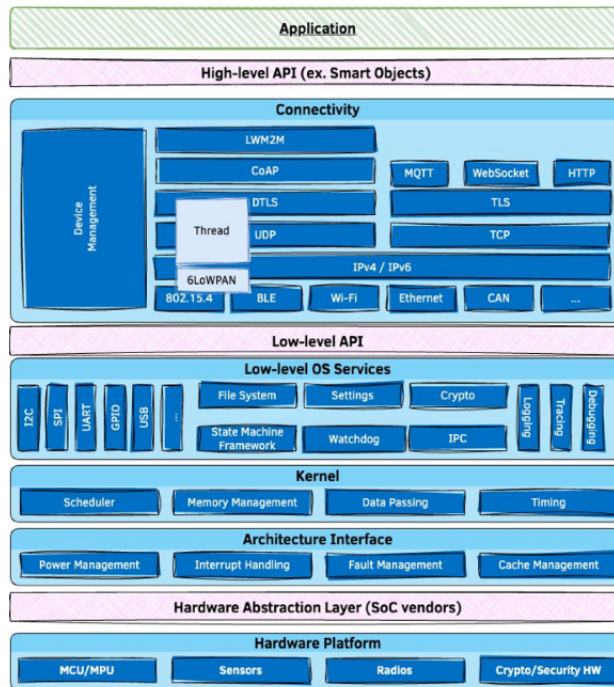 Application
High-level API (ex. Smart Objects)
Connectivity
Device
Management
LWM2M
CoAP
MQTT
WebSocket
HTTP
DTLS
TLS
Thread
UDP
TCP
IPv4 / IPv6
6LoWPAN
802.15.4
BLE
Wi-Fi
Ethernet
CAN
...
Low-level API
Low-level OS Services
I2C
SPI
UART
GPIO
USB
...
File System
Settings
Crypto
State Machine
Framework
Watchdog
IPC
Logging
Tracing
Debugging
Kernel
Scheduler
Memory Management
Data Passing
Timing
Architecture Interface
Power Management
Interrupt Handling
Fault Management
Cache Management
Hardware Abstraction Layer (SoC vendors)
Hardware Platform
MCU/MPU
Sensors
Radios
Crypto/Security HW